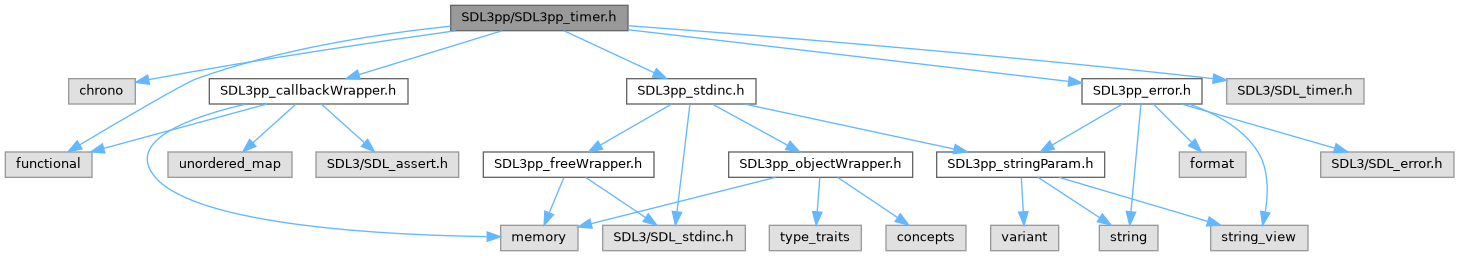 SDL3pp/SDL3pp_timer.h
chrono
SDL3pp_callbackWrapper.h
SDL3pp_stdinc.h
SDL3pp_error.h
SDL3/SDL_timer.h
functional
unordered_map
SDL3/SDL_assert.h
SDL3pp_freeWrapper.h
SDL3pp_objectWrapper.h
SDL3pp_stringParam.h
format
SDL3/SDL_error.h
memory
SDL3/SDL_stdinc.h
type_traits
concepts
variant
string
string_view